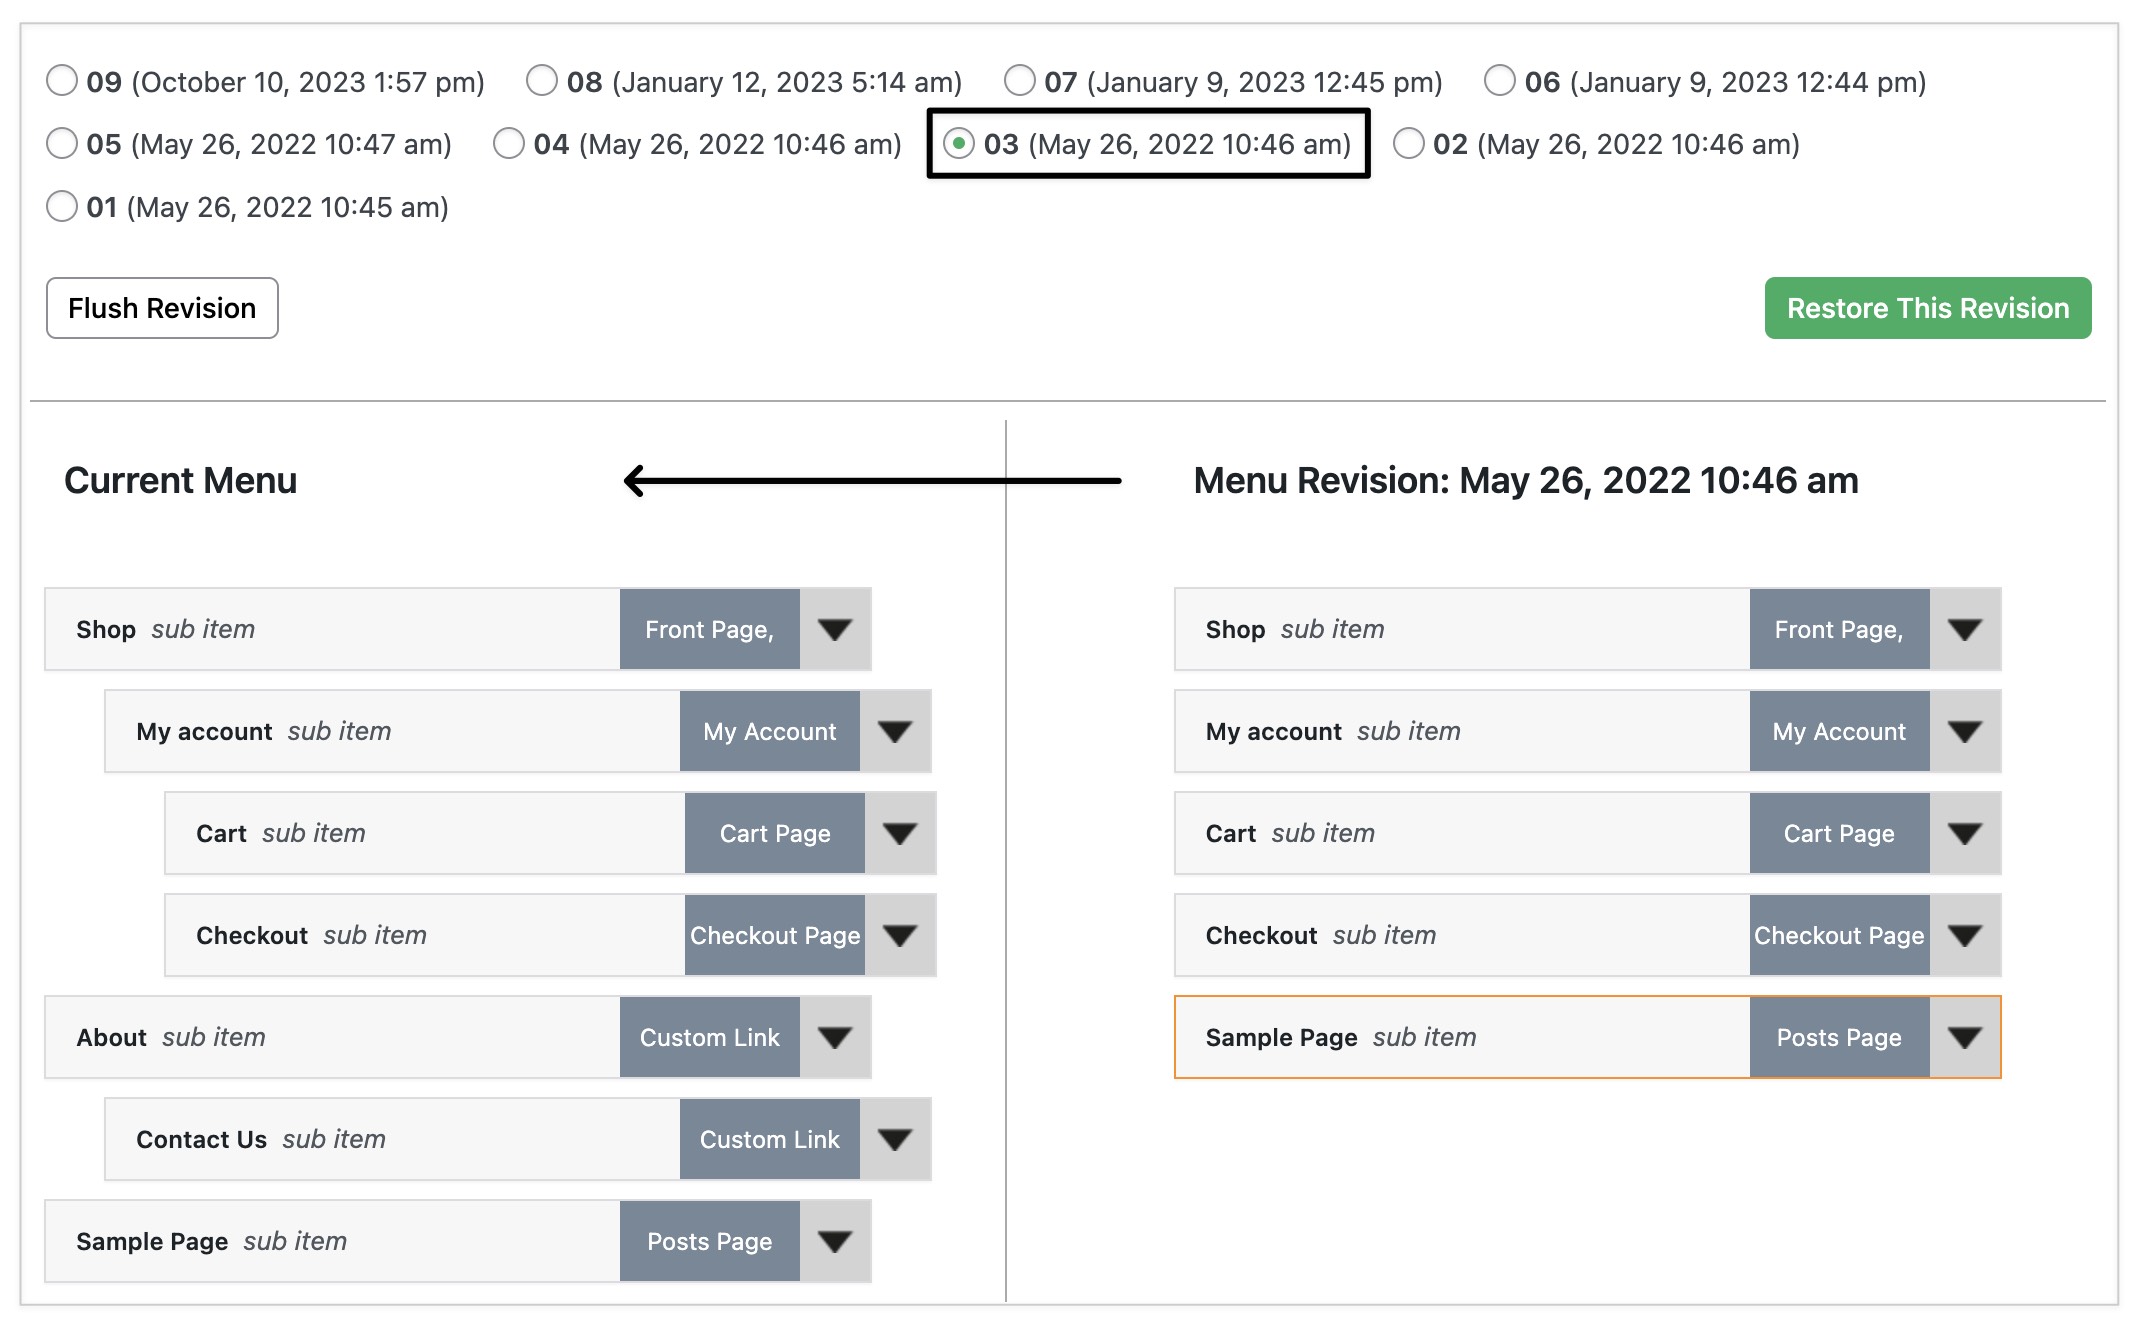 09 (October 10, 2023 1:57 pm) 08 (January 12, 2023 5:14 am) 07 (January 9, 2023 12:45 pm) 06 (January 9, 2023 12:44 pm)
05 (May 26, 2022 10:47 am) 04 (May 26, 2022 10:46 am) 03 (May 26, 2022 10:46 am) 02 (May 26, 2022 10:46 am)
01 (May 26, 2022 10:45 am)
Flush Revision
Restore This Revision
Current Menu
Shop sub item Front Page,
My account sub item My Account
Cart sub item Cart Page
Checkout sub item Checkout Page
About sub item Custom Link
Contact Us sub item Custom Link
Sample Page sub item Posts Page
Menu Revision: May 26, 2022 10:46 am
Shop sub item Front Page,
My account sub item My Account
Cart sub item Cart Page
Checkout sub item Checkout Page
Sample Page sub item Posts Page